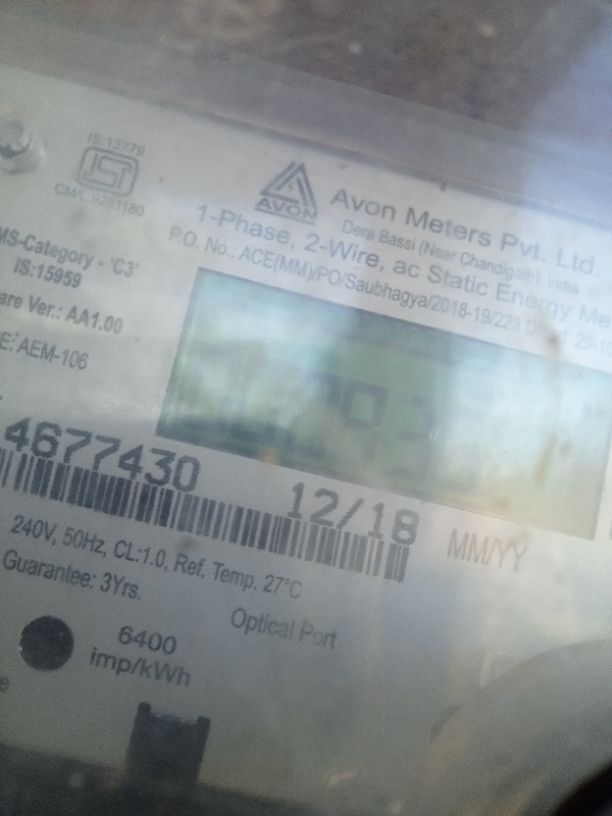 IS:13779
CM/L 9261180
AVON
Avon Meters Pvt. Ltd.
Dera Bassi (Near Chandigarh), India
1-Phase, 2-Wire, ac Static Energy Me
P.O. No.: ACE(MM)/PO/Saubhagya/2018-19/223
MS-Category - 'C3'
IS:15959
are Ver.: AA1.00
E: AEM-106
4677430
12/18 MM/YY
240V, 50Hz, CL:1.0, Ref. Temp. 27°C
Guarantee: 3Yrs.
Optical Port
6400
imp/kWh